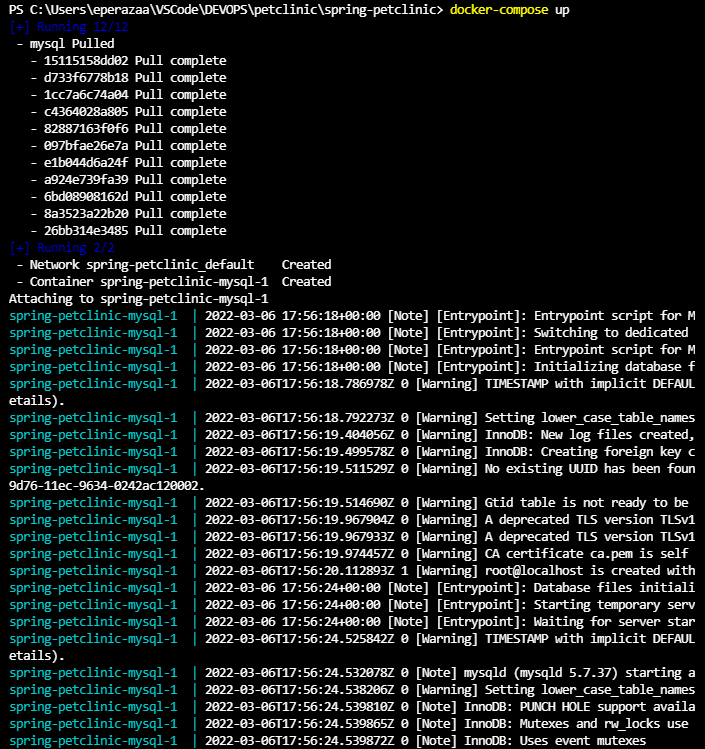 PS C:\Users\eperazaa\VSCode\DEVOPS\petclinic\spring-petclinic> docker-compose up
[+] Running 12/12
- mysql Pulled
- 15115158dd02 Pull complete
- d733f6778b18 Pull complete
- 1cc7a6c74a04 Pull complete
- c4364028a805 Pull complete
- 82887163f0f6 Pull complete
- 097bfae26e7a Pull complete
- e1b044d6a24f Pull complete
- a924e739fa39 Pull complete
- 6bd08908162d Pull complete
- 8a3523a22b20 Pull complete
- 26bb314e3485 Pull complete
[+] Running 2/2
- Network spring-petclinic_default    Created
- Container spring-petclinic-mysql-1  Created
Attaching to spring-petclinic-mysql-1
spring-petclinic-mysql-1  | 2022-03-06 17:56:18+00:00 [Note] [Entrypoint]: Entrypoint script for M
spring-petclinic-mysql-1  | 2022-03-06 17:56:18+00:00 [Note] [Entrypoint]: Switching to dedicated
spring-petclinic-mysql-1  | 2022-03-06 17:56:18+00:00 [Note] [Entrypoint]: Entrypoint script for M
spring-petclinic-mysql-1  | 2022-03-06 17:56:18+00:00 [Note] [Entrypoint]: Initializing database f
spring-petclinic-mysql-1  | 2022-03-06T17:56:18.786978Z 0 [Warning] TIMESTAMP with implicit DEFAUL
etails).
spring-petclinic-mysql-1  | 2022-03-06T17:56:18.792273Z 0 [Warning] Setting lower_case_table_names
spring-petclinic-mysql-1  | 2022-03-06T17:56:19.404056Z 0 [Warning] InnoDB: New log files created,
spring-petclinic-mysql-1  | 2022-03-06T17:56:19.499578Z 0 [Warning] InnoDB: Creating foreign key c
spring-petclinic-mysql-1  | 2022-03-06T17:56:19.511529Z 0 [Warning] No existing UUID has been foun
9d76-11ec-9634-0242ac120002.
spring-petclinic-mysql-1  | 2022-03-06T17:56:19.514690Z 0 [Warning] Gtid table is not ready to be
spring-petclinic-mysql-1  | 2022-03-06T17:56:19.967904Z 0 [Warning] A deprecated TLS version TLSv1
spring-petclinic-mysql-1  | 2022-03-06T17:56:19.967933Z 0 [Warning] A deprecated TLS version TLSv1
spring-petclinic-mysql-1  | 2022-03-06T17:56:19.974457Z 0 [Warning] CA certificate ca.pem is self
spring-petclinic-mysql-1  | 2022-03-06T17:56:20.112893Z 1 [Warning] root@localhost is created with
spring-petclinic-mysql-1  | 2022-03-06 17:56:24+00:00 [Note] [Entrypoint]: Database files initiali
spring-petclinic-mysql-1  | 2022-03-06 17:56:24+00:00 [Note] [Entrypoint]: Starting temporary serv
spring-petclinic-mysql-1  | 2022-03-06 17:56:24+00:00 [Note] [Entrypoint]: Waiting for server star
spring-petclinic-mysql-1  | 2022-03-06T17:56:24.525842Z 0 [Warning] TIMESTAMP with implicit DEFAUL
etails).
spring-petclinic-mysql-1  | 2022-03-06T17:56:24.532078Z 0 [Note] mysqld (mysqld 5.7.37) starting a
spring-petclinic-mysql-1  | 2022-03-06T17:56:24.538206Z 0 [Warning] Setting lower_case_table_names
spring-petclinic-mysql-1  | 2022-03-06T17:56:24.539810Z 0 [Note] InnoDB: PUNCH HOLE support availa
spring-petclinic-mysql-1  | 2022-03-06T17:56:24.539865Z 0 [Note] InnoDB: Mutexes and rw_locks use
spring-petclinic-mysql-1  | 2022-03-06T17:56:24.539872Z 0 [Note] InnoDB: Uses event mutexes